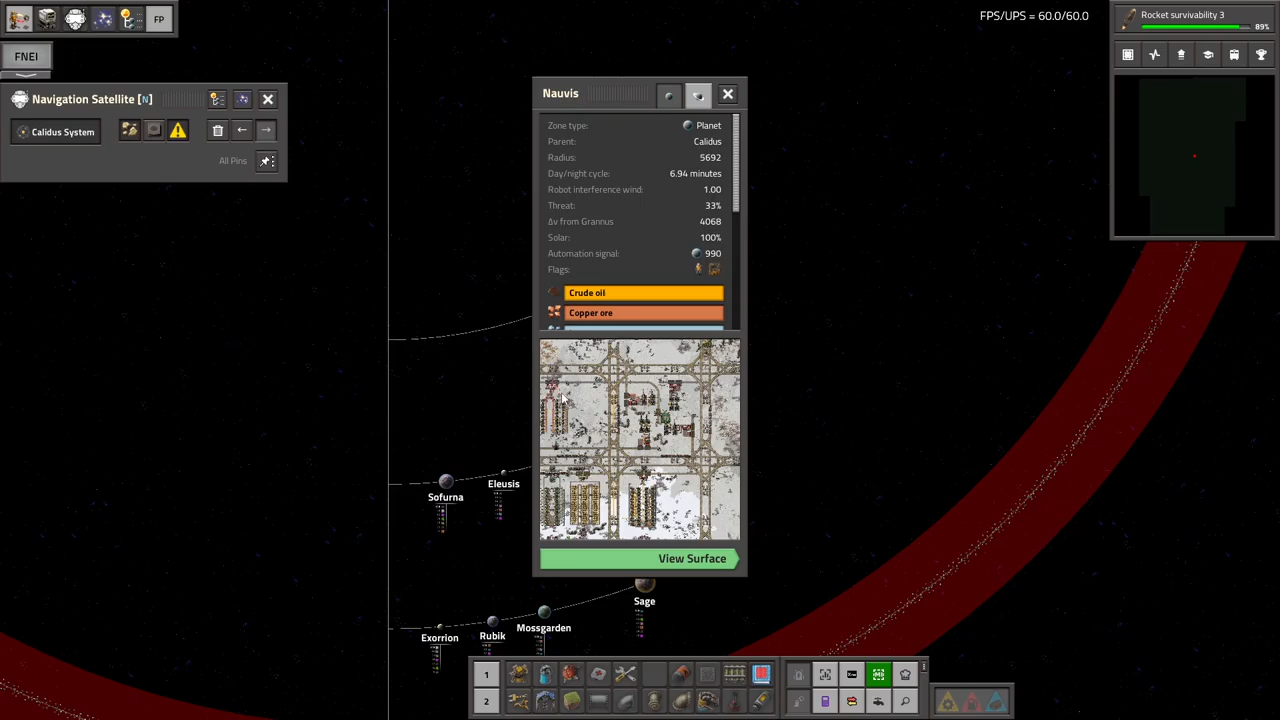 FP
FPS/UPS = 60.0/60.0
Rocket survivability 3
89%
FNEI
Navigation Satellite [N]
Calidus System
All Pins
Nauvis
Zone type: Planet
Parent: Calidus
Radius: 5692
Day/night cycle: 6.94 minutes
Robot interference wind: 1.00
Threat: 33%
Δv from Grannus 4068
Solar: 100%
Automation signal: 990
Flags:
Crude oil
Copper ore
View Surface
Sofurna
Eleusis
Sage
Mossgarden
Rubik
Exorrion
1
2